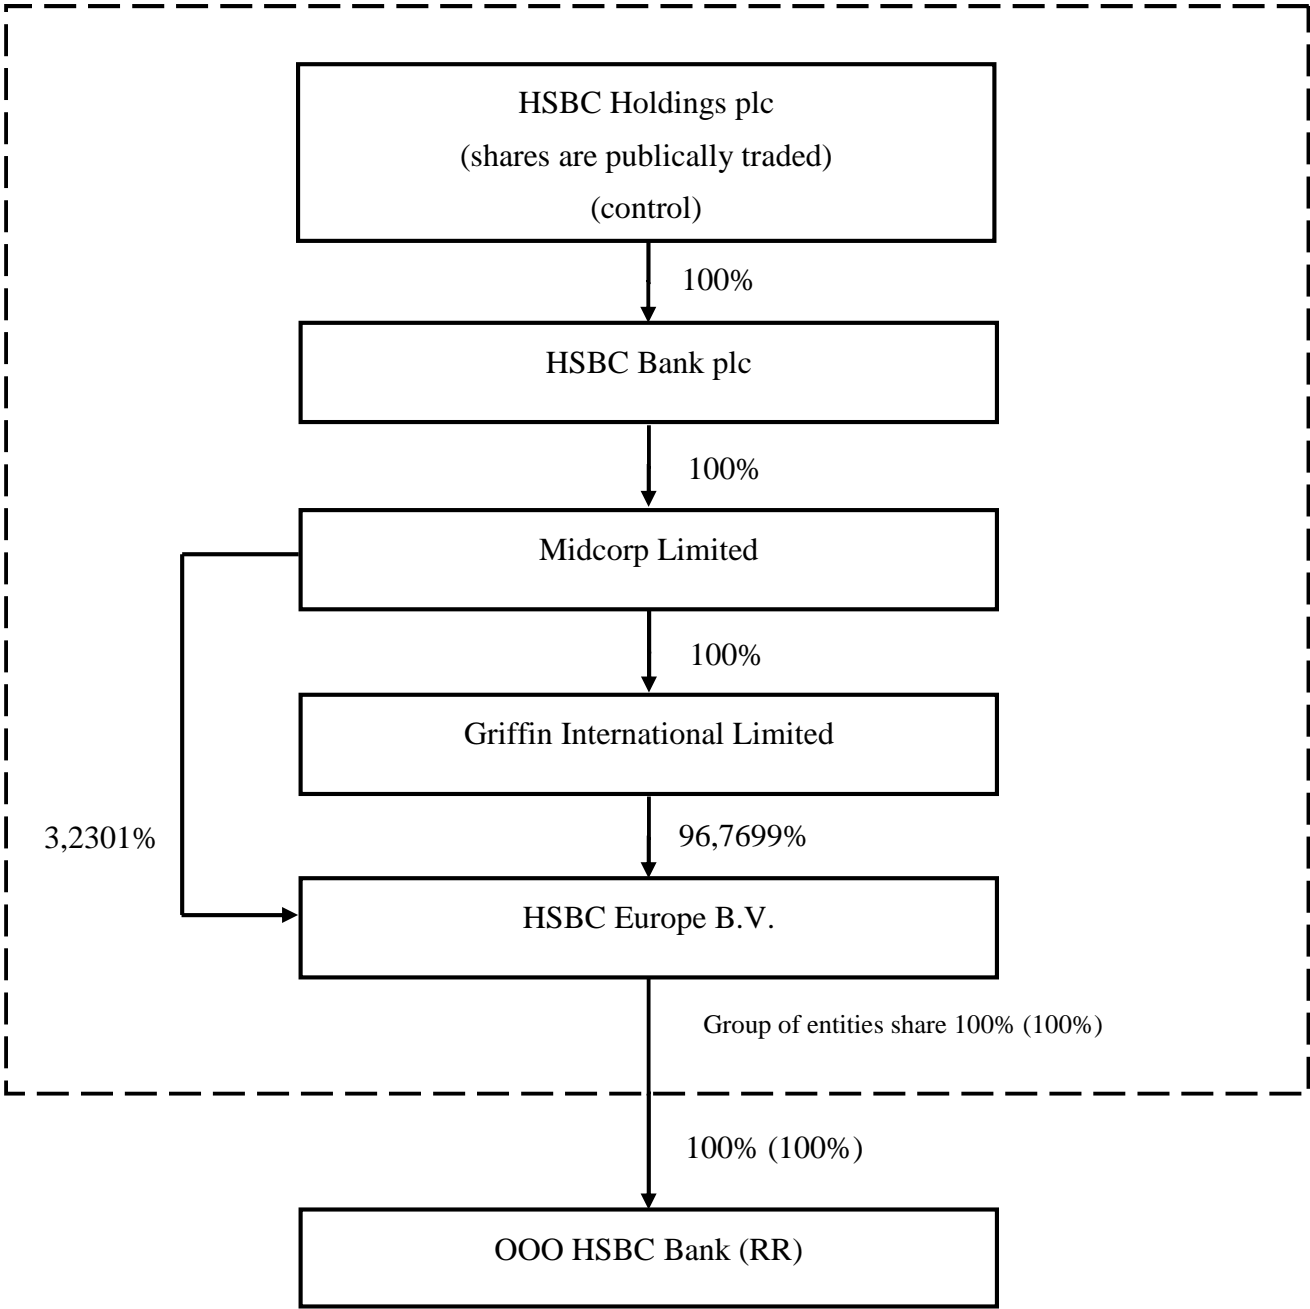 HSBC Holdings plc
(shares are publically traded)
(control)
100%
HSBC Bank plc
100%
Midcorp Limited
100%
Griffin International Limited
3,2301%
96,7699%
HSBC Europe B.V.
Group of entities share 100% (100%)
100% (100%)
OOO HSBC Bank (RR)